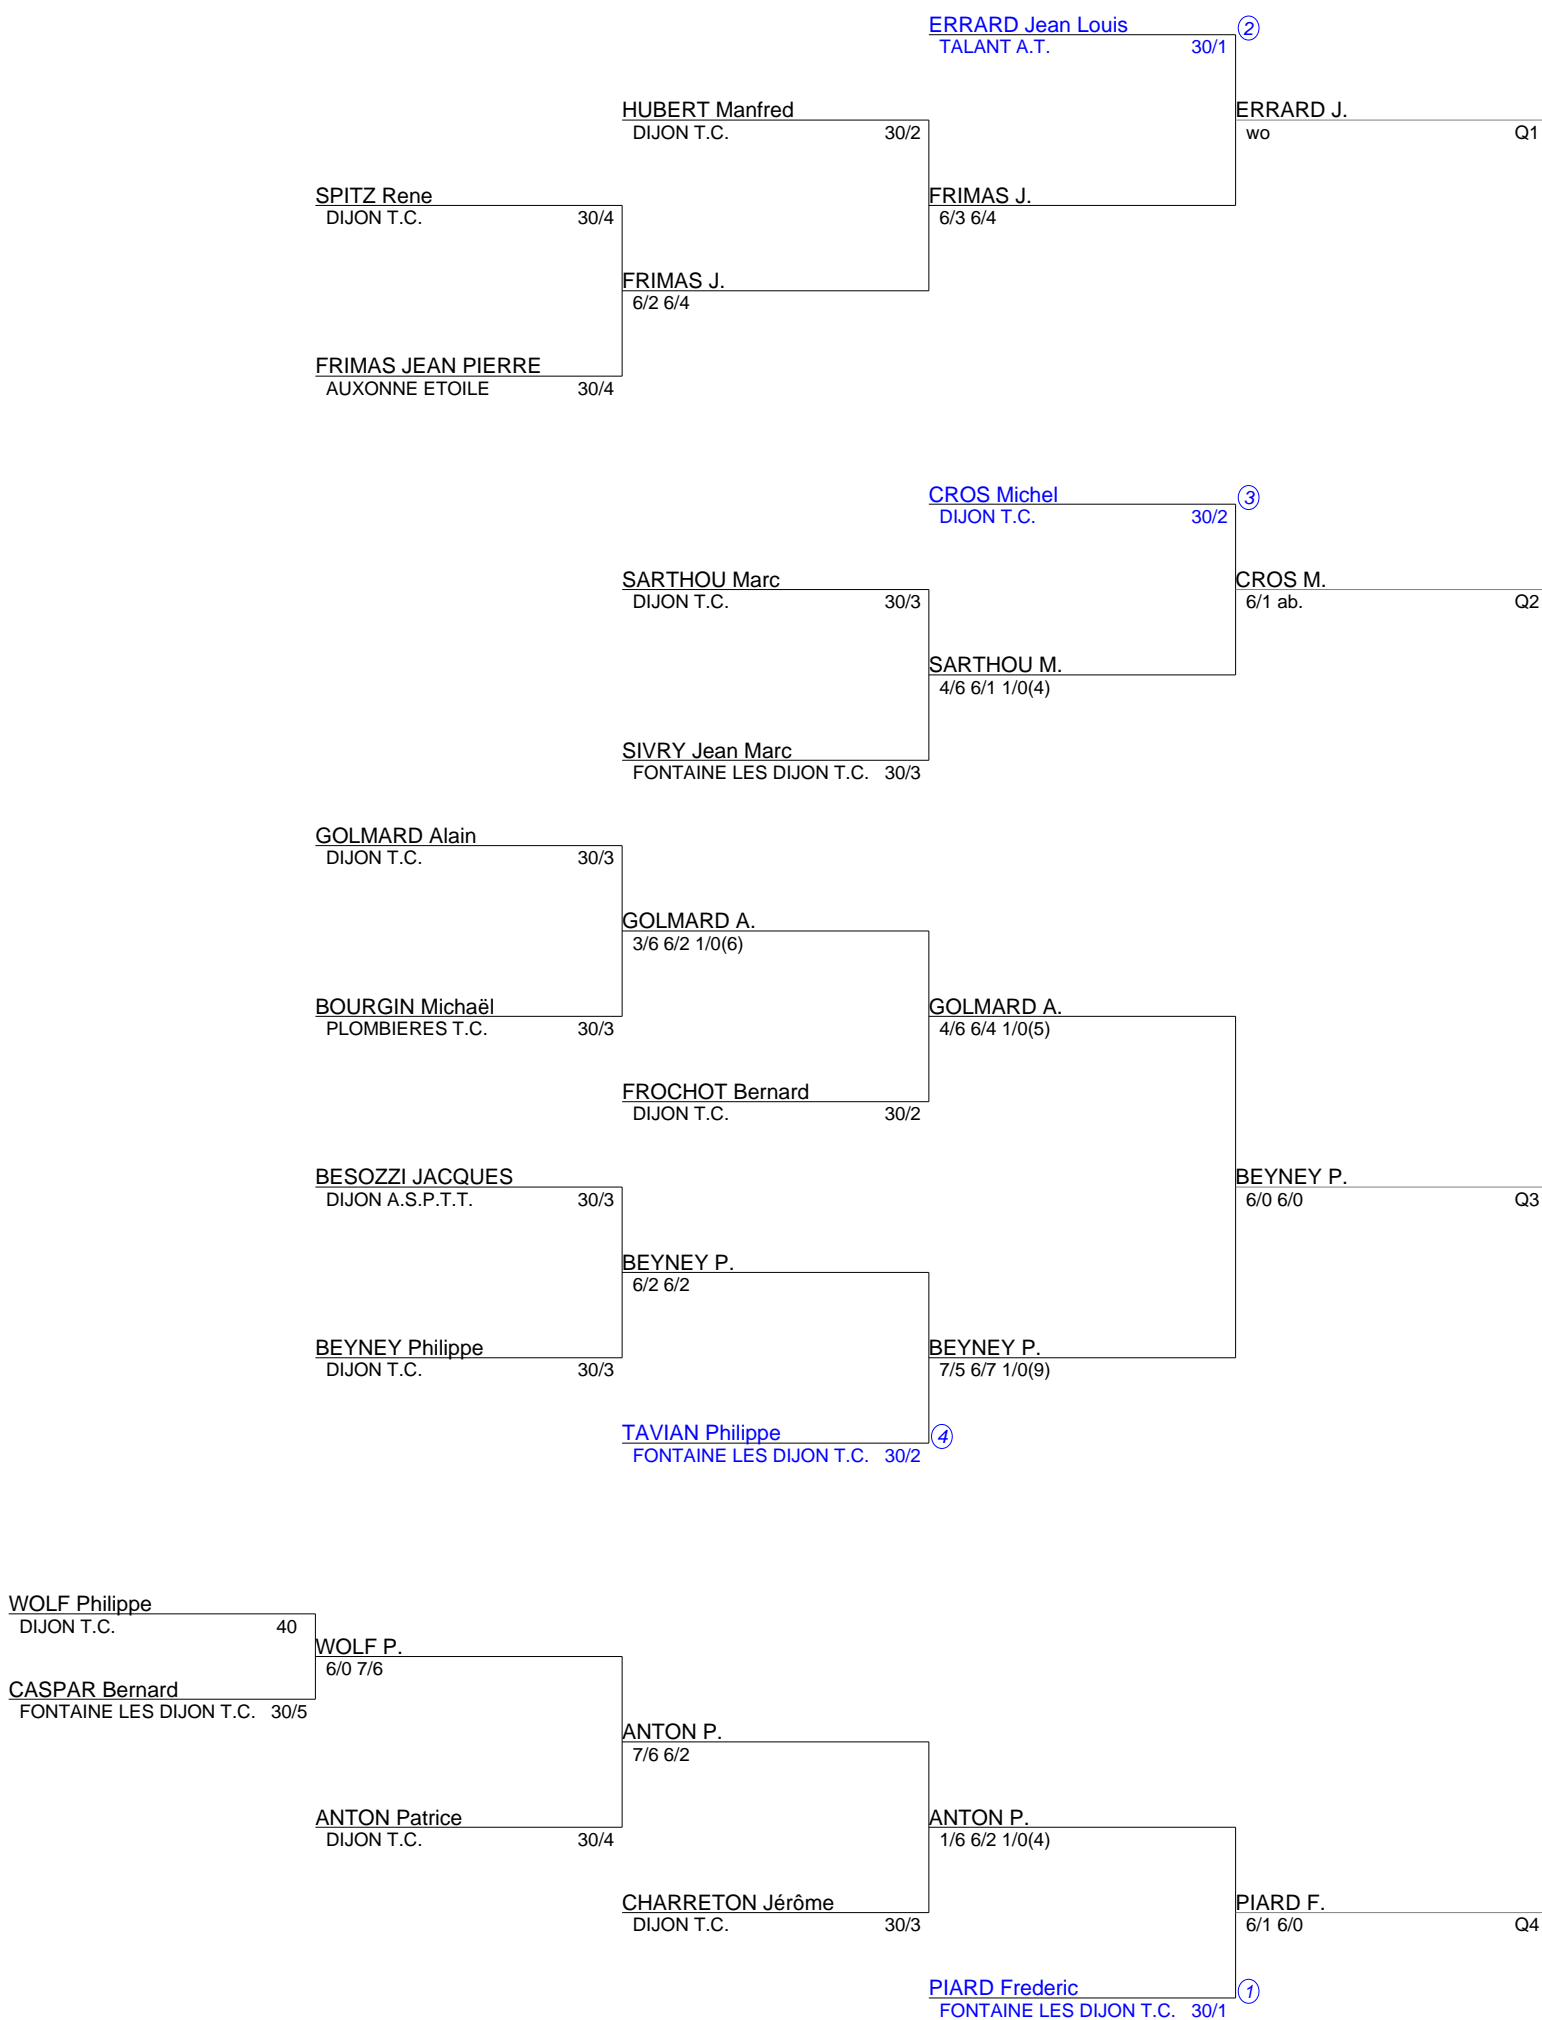 ERRARD Jean Louis 2
TALANT A.T. 30/1
HUBERT Manfred
DIJON T.C. 30/2
ERRARD J.
wo Q1
SPITZ Rene
DIJON T.C. 30/4
FRIMAS J.
6/3 6/4
FRIMAS J.
6/2 6/4
FRIMAS JEAN PIERRE
AUXONNE ETOILE 30/4
CROS Michel 3
DIJON T.C. 30/2
SARTHOU Marc
DIJON T.C. 30/3
CROS M.
6/1 ab. Q2
SARTHOU M.
4/6 6/1 1/0(4)
SIVRY Jean Marc
FONTAINE LES DIJON T.C. 30/3
GOLMARD Alain
DIJON T.C. 30/3
GOLMARD A.
3/6 6/2 1/0(6)
BOURGIN Michaël
PLOMBIERES T.C. 30/3
GOLMARD A.
4/6 6/4 1/0(5)
FROCHOT Bernard
DIJON T.C. 30/2
BESOZZI JACQUES
DIJON A.S.P.T.T. 30/3
BEYNEY P.
6/0 6/0 Q3
BEYNEY P.
6/2 6/2
BEYNEY Philippe
DIJON T.C. 30/3
BEYNEY P.
7/5 6/7 1/0(9)
TAVIAN Philippe 4
FONTAINE LES DIJON T.C. 30/2
WOLF Philippe
DIJON T.C. 40
WOLF P.
6/0 7/6
CASPAR Bernard
FONTAINE LES DIJON T.C. 30/5
ANTON P.
7/6 6/2
ANTON Patrice
DIJON T.C. 30/4
ANTON P.
1/6 6/2 1/0(4)
CHARRETON Jérôme
DIJON T.C. 30/3
PIARD F.
6/1 6/0 Q4
PIARD Frederic 1
FONTAINE LES DIJON T.C. 30/1